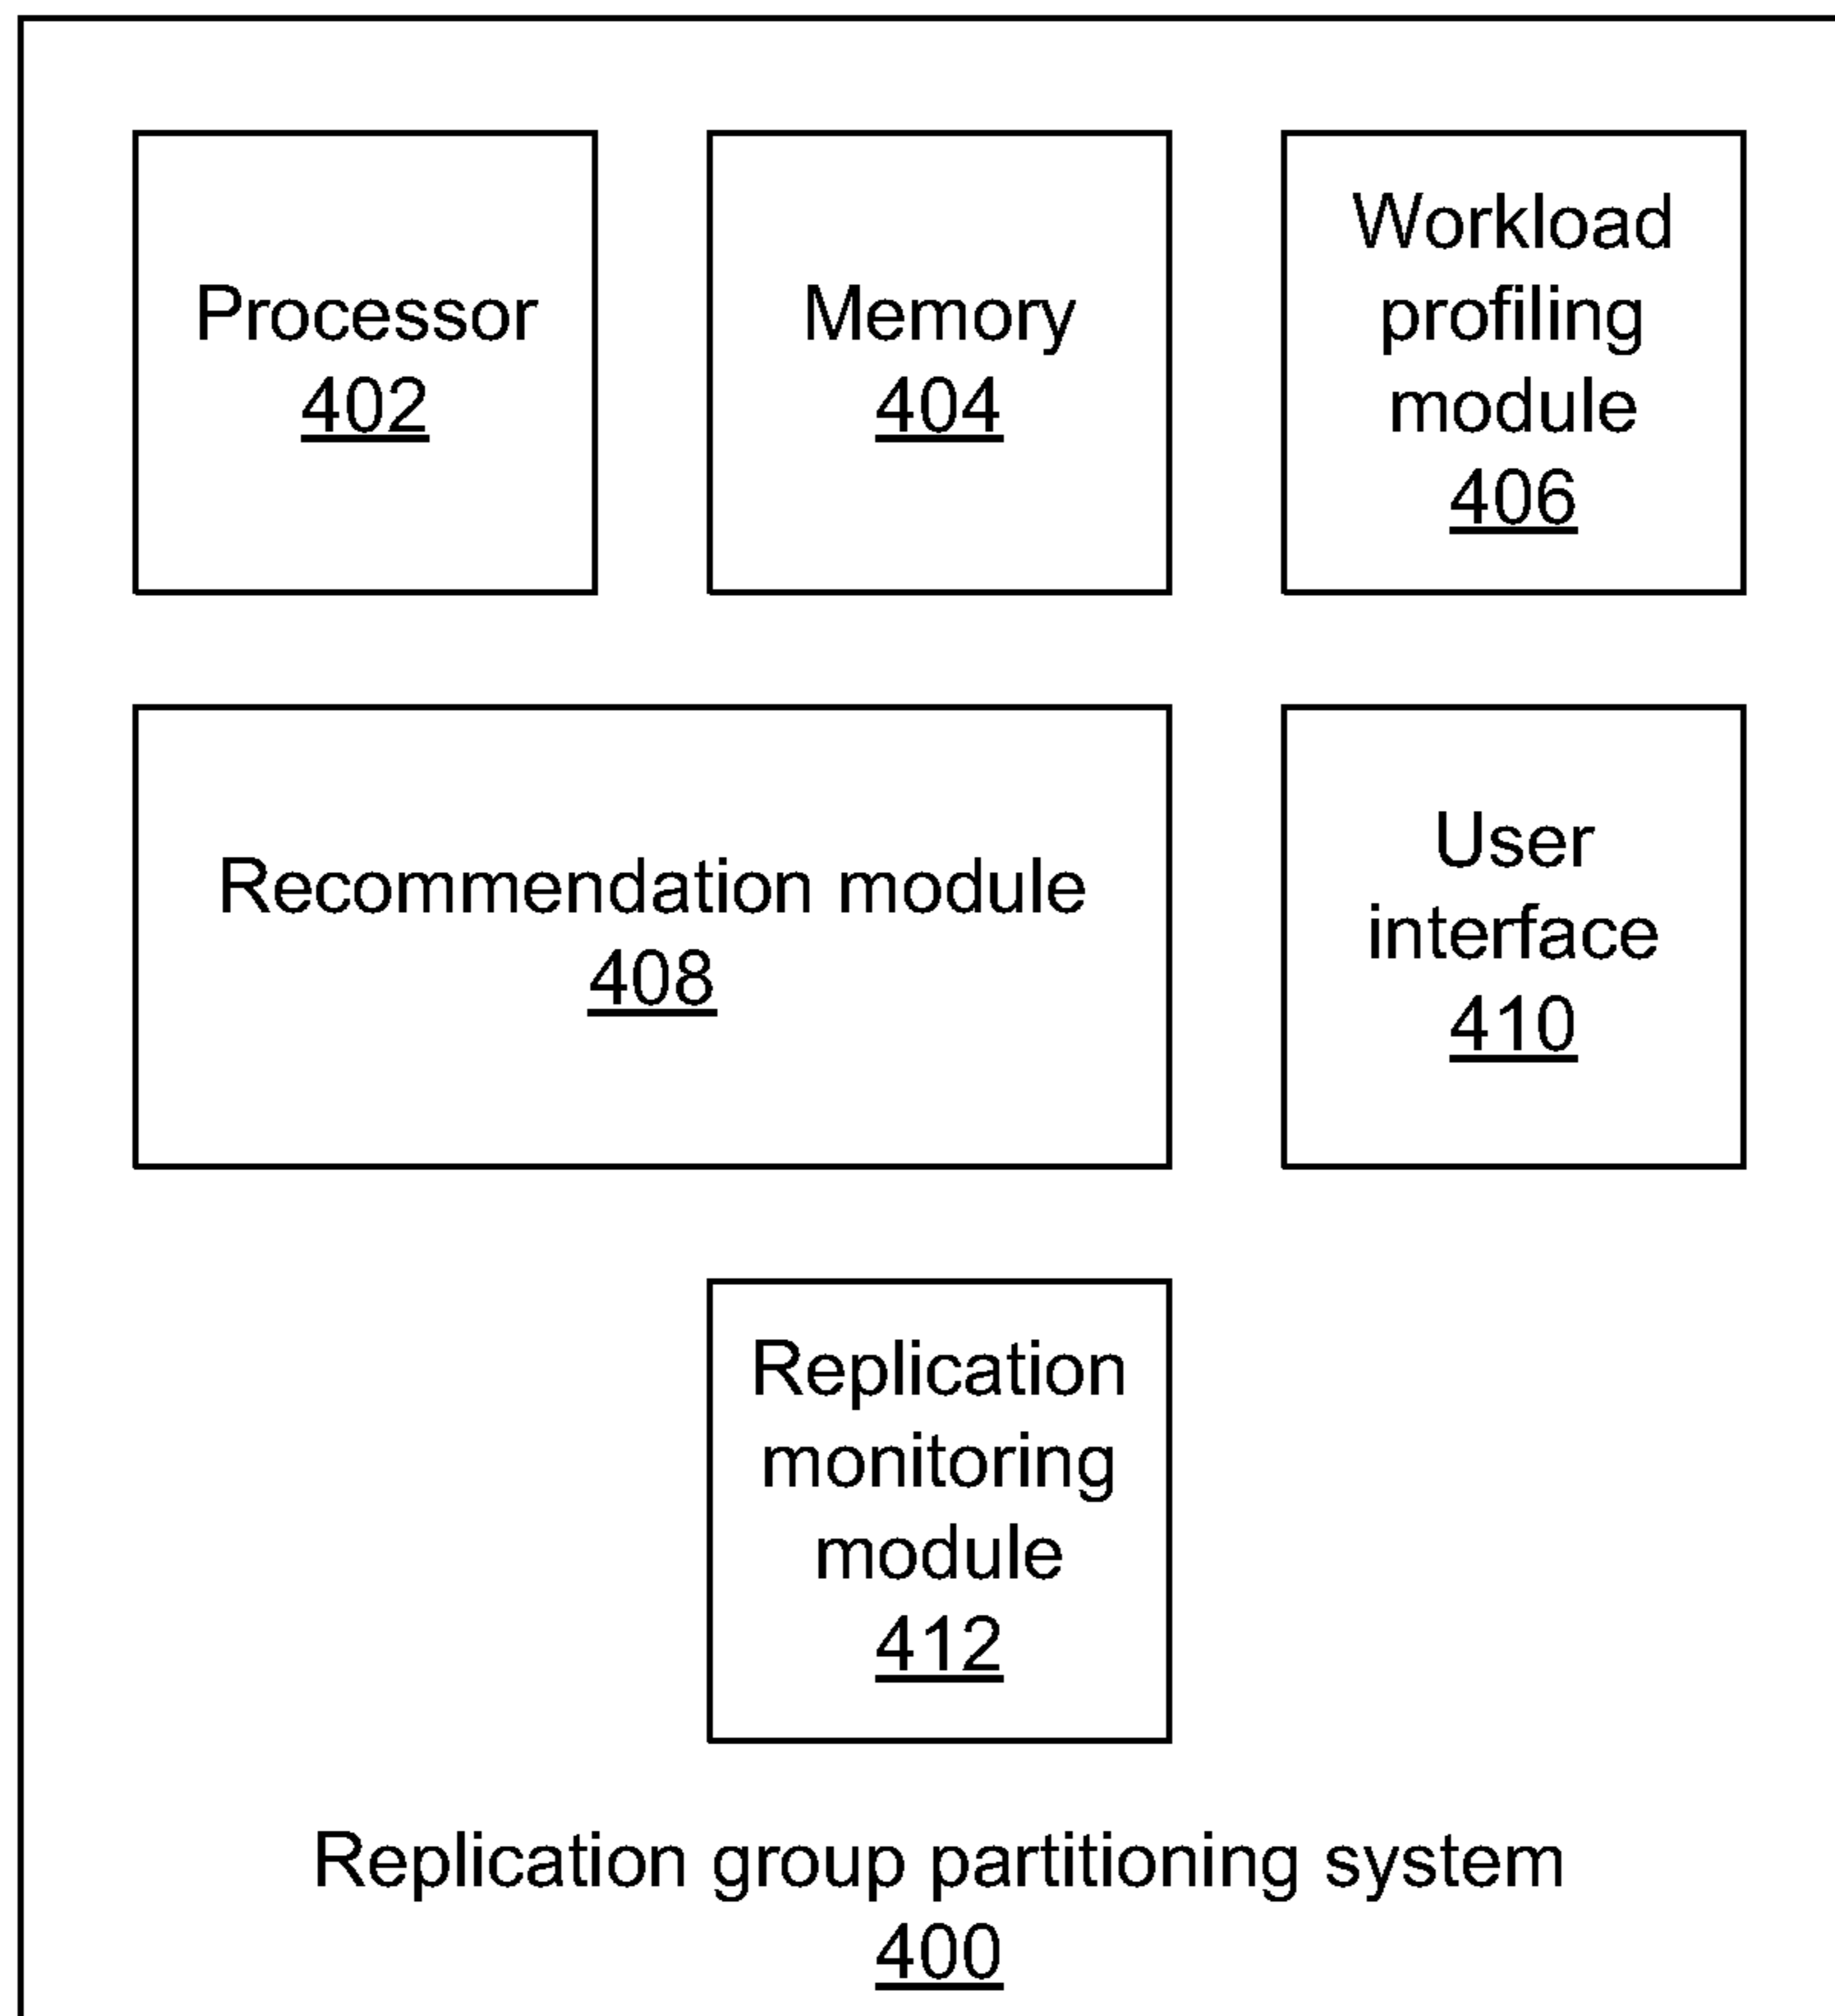 Processor
402
Memory
404
Workload
profiling
module
406
Recommendation module
408
User
interface
410
Replication
monitoring
module
412
Replication group partitioning system
400